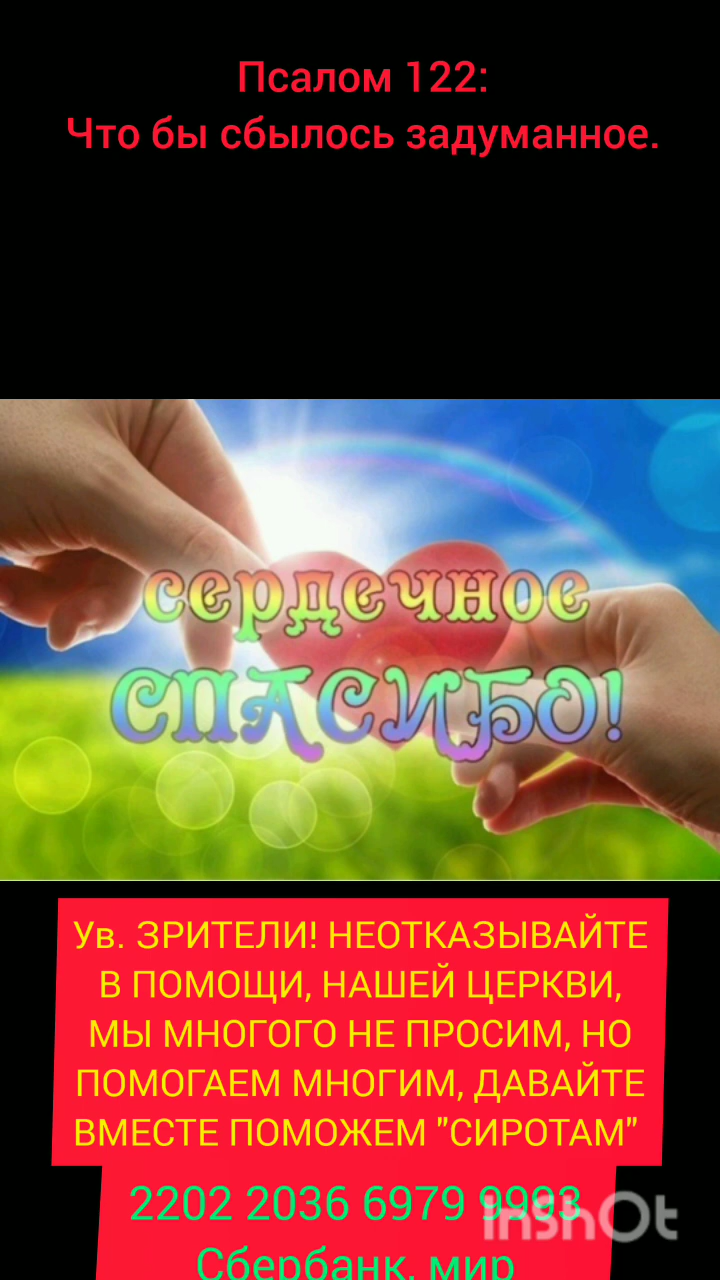 Псалом 122:
Что бы сбылось задуманное.
сердечное
СПАСИБО!
Ув. ЗРИТЕЛИ! НЕОТКАЗЫВАЙТЕ
В ПОМОЩИ, НАШЕЙ ЦЕРКВИ,
МЫ МНОГОГО НЕ ПРОСИМ, НО
ПОМОГАЕМ МНОГИМ, ДАВАЙТЕ
ВМЕСТЕ ПОМОЖЕМ "СИРОТАМ"
2202 2036 6979 9993
InShOt
Сбербанк. мир